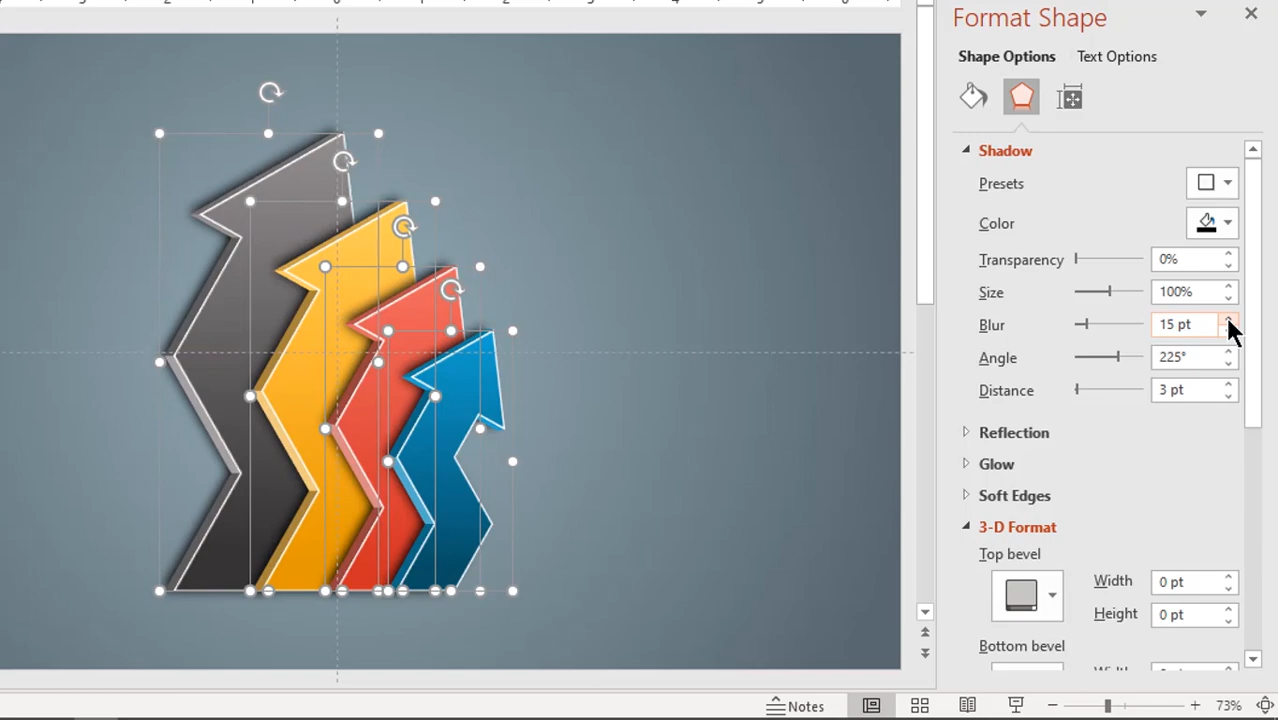 Format Shape
Shape Options Text Options
Shadow
Presets
Color
Transparency 0%
Size 100%
Blur 15 pt
Angle 225°
Distance 3 pt
Reflection
Glow
Soft Edges
3-D Format
Top bevel
Width 0 pt
Height 0 pt
Bottom bevel
Notes 73%